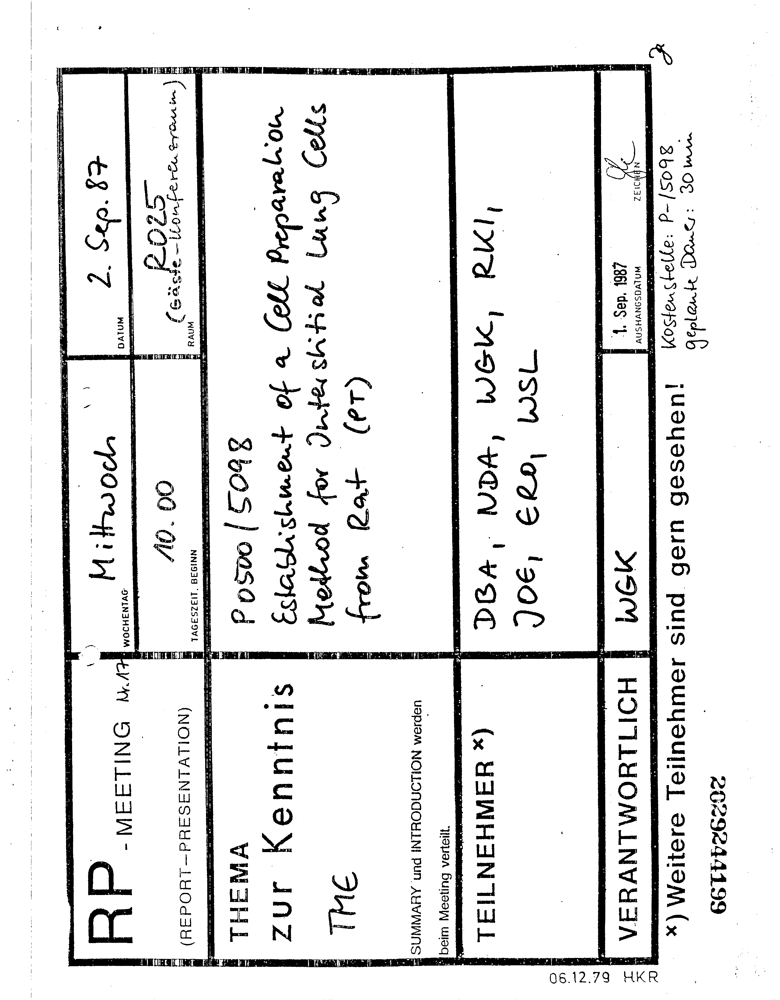 RP - MEETING Nr. 17
(REPORT–PRESENTATION)
Mittwoch
WOCHENTAG
2. Sep. 87
DATUM
10.00
TAGESZEIT, BEGINN
R025
(Gäste-Konferenzraum)
RAUM
THEMA
zur Kenntnis
TME
SUMMARY und INTRODUCTION werden
beim Meeting verteilt.
P0500/5098
Establishment of a Cell Preparation
Method for Interstitial Lung Cells
from Rat (PT)
TEILNEHMER *)
DBA, NDA, WGK, RKI,
JOE, ERO, WSL
VERANTWORTLICH
WGK
1. Sep. 1987
AUSHANGSDATUM
ZEICHEN
*) Weitere Teilnehmer sind gern gesehen!
Kostenstelle: P-15098
geplante Dauer: 30 min
2029244199
06.12.79 HKR